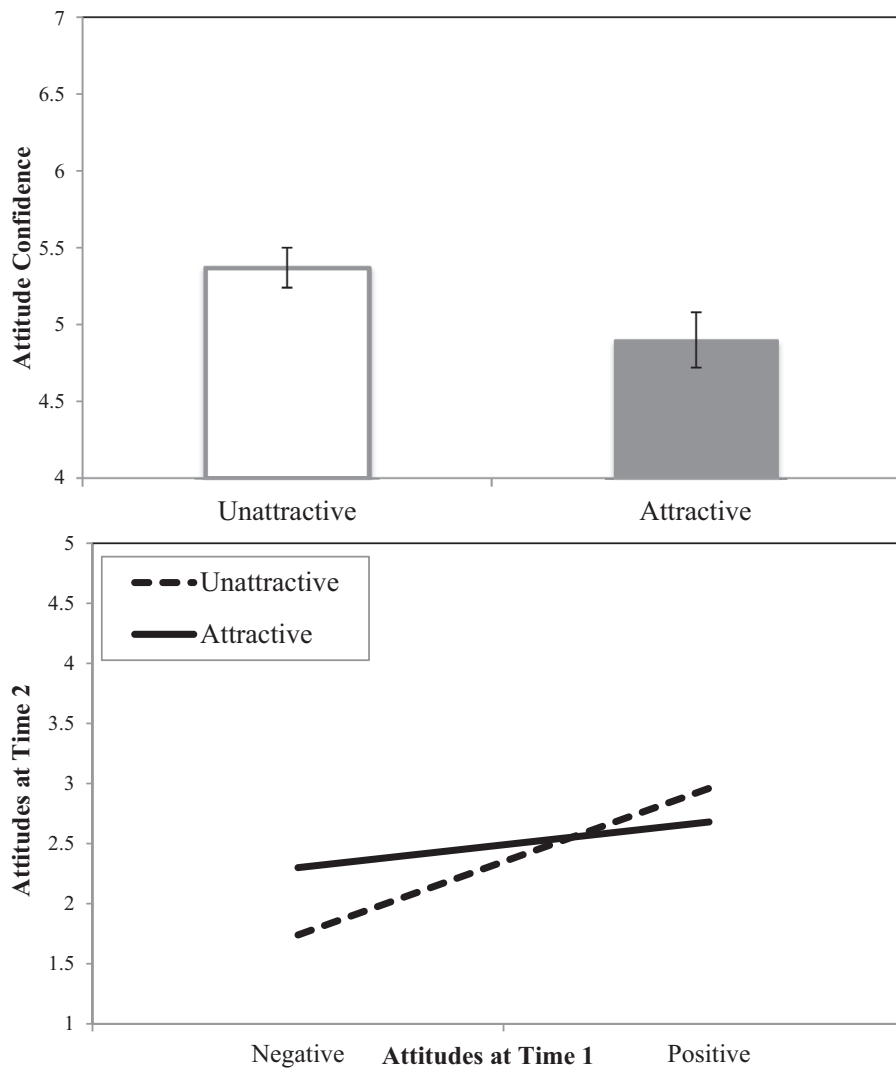 7
6.5
6
5.5
5
4.5
4
Attitude Confidence
Unattractive
Attractive
5
4.5
4
3.5
3
2.5
2
1.5
1
Attitudes at Time 2
Unattractive
Attractive
Negative Attitudes at Time 1 Positive